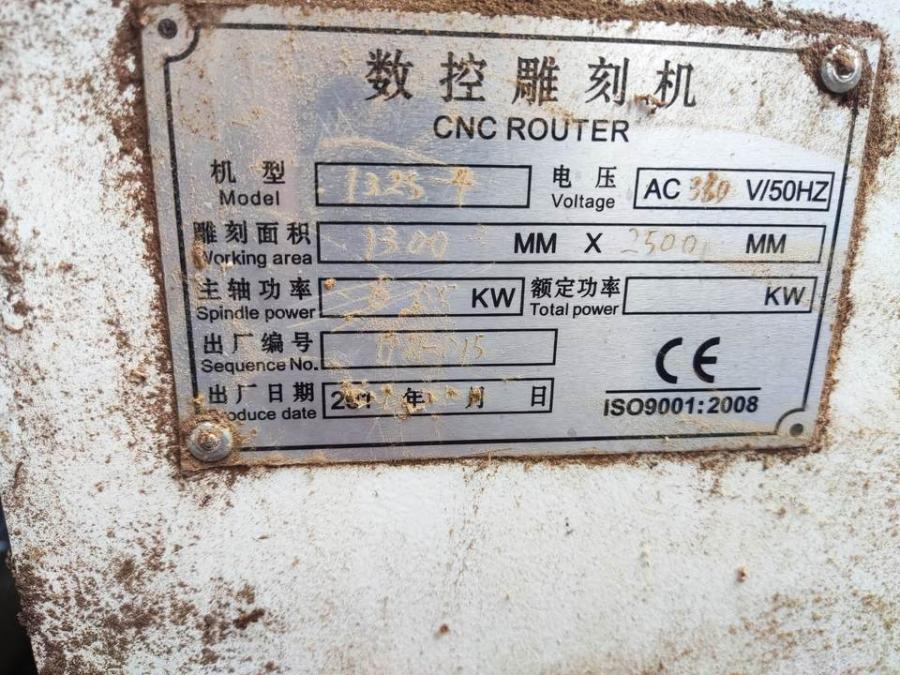 数控雕刻机
CNC ROUTER
机型 1325 电压 AC 380 V/50HZ
Model Voltage
雕刻面积 1300 MM X 2500 MM
Working area
主轴功率 KW 额定功率 KW
Spindle power Total power
出厂编号
Sequence No.
出厂日期 年 月 日
Produce date
CE
ISO9001:2008